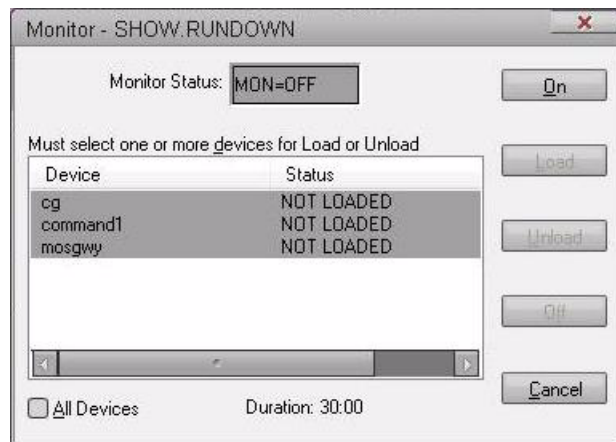 Monitor - SHOW.RUNDOWN
Monitor Status: MON=OFF
On
Must select one or more devices for Load or Unload
Load
Device Status
cg NOT LOADED
command1 NOT LOADED
mosgwy NOT LOADED
Unload
Off
Cancel
All Devices Duration: 30:00